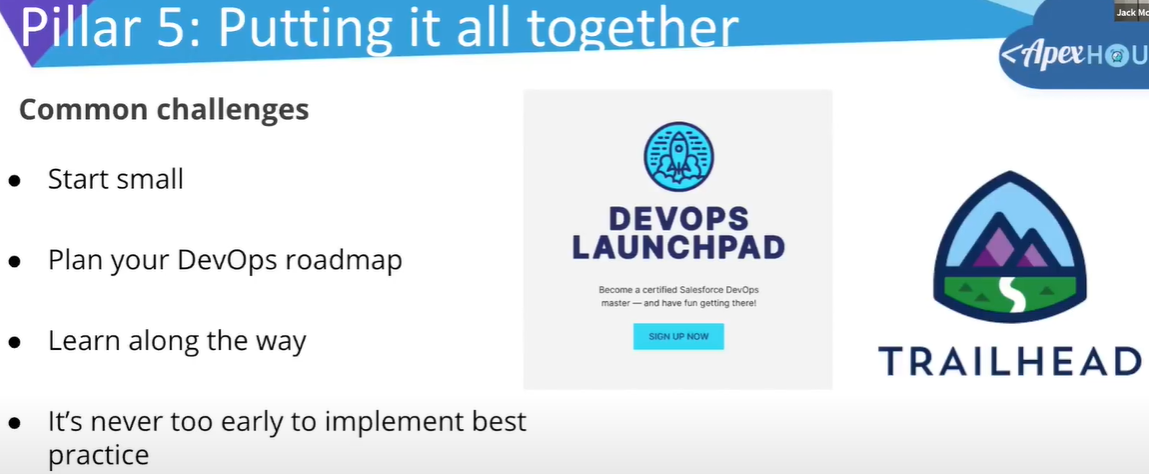 Pillar 5: Putting it all together
Jack Mc
<Apex HOU
Common challenges
● Start small
● Plan your DevOps roadmap
● Learn along the way
● It's never too early to implement best
practice
DEVOPS
LAUNCHPAD
Become a certified Salesforce DevOps
master — and have fun getting there!
SIGN UP NOW
TRAILHEAD